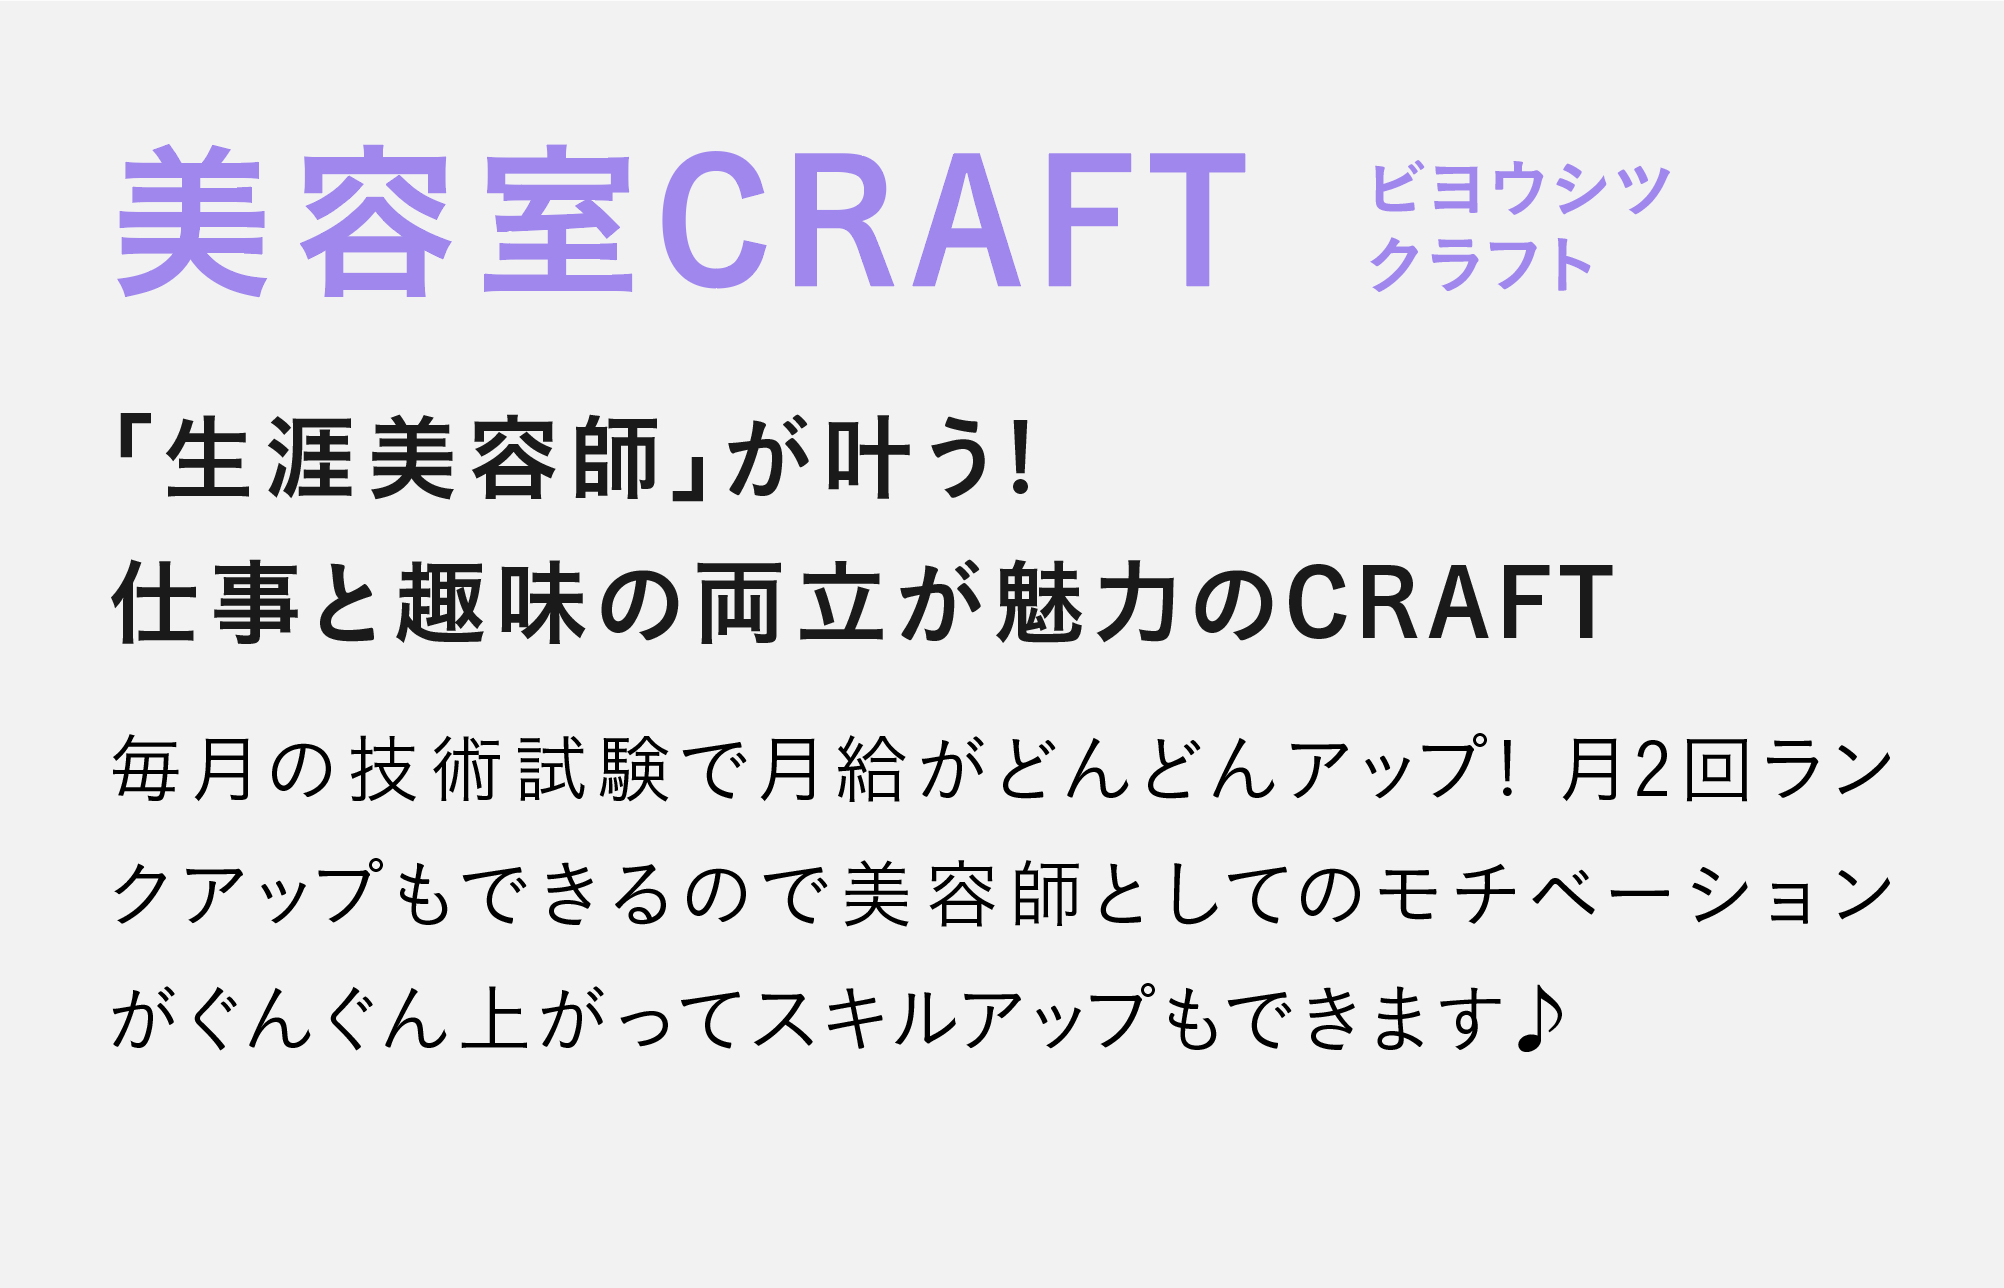 美容室CRAFT
ビヨウシツ
クラフト
「生涯美容師」が叶う!
仕事と趣味の両立が魅力のCRAFT
毎月の技術試験で月給がどんどんアップ! 月2回ラン
クアップもできるので美容師としてのモチベーション
がぐんぐん上がってスキルアップもできます♪